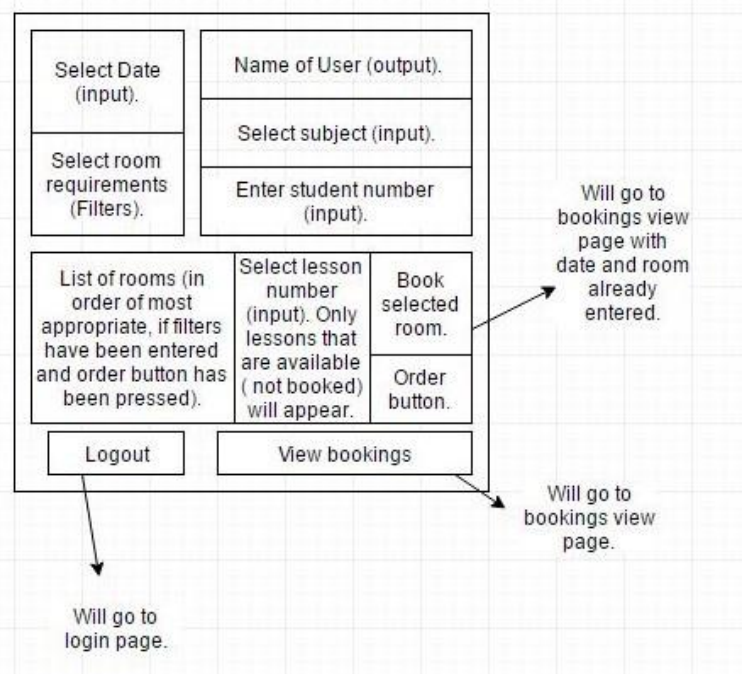 Select Date
(input).
Name of User (output).
Select subject (input).
Select room
requirements
(Filters).
Enter student number
(input).
List of rooms (in
order of most
appropriate, if filters
have been entered
and order button has
been pressed).
Select lesson
number
(input). Only
lessons that
are available
( not booked)
will appear.
Book
selected
room.
Order
button.
Will go to
bookings view
page with
date and room
already
entered.
Logout
View bookings
Will go to
bookings view
page.
Will go to
login page.